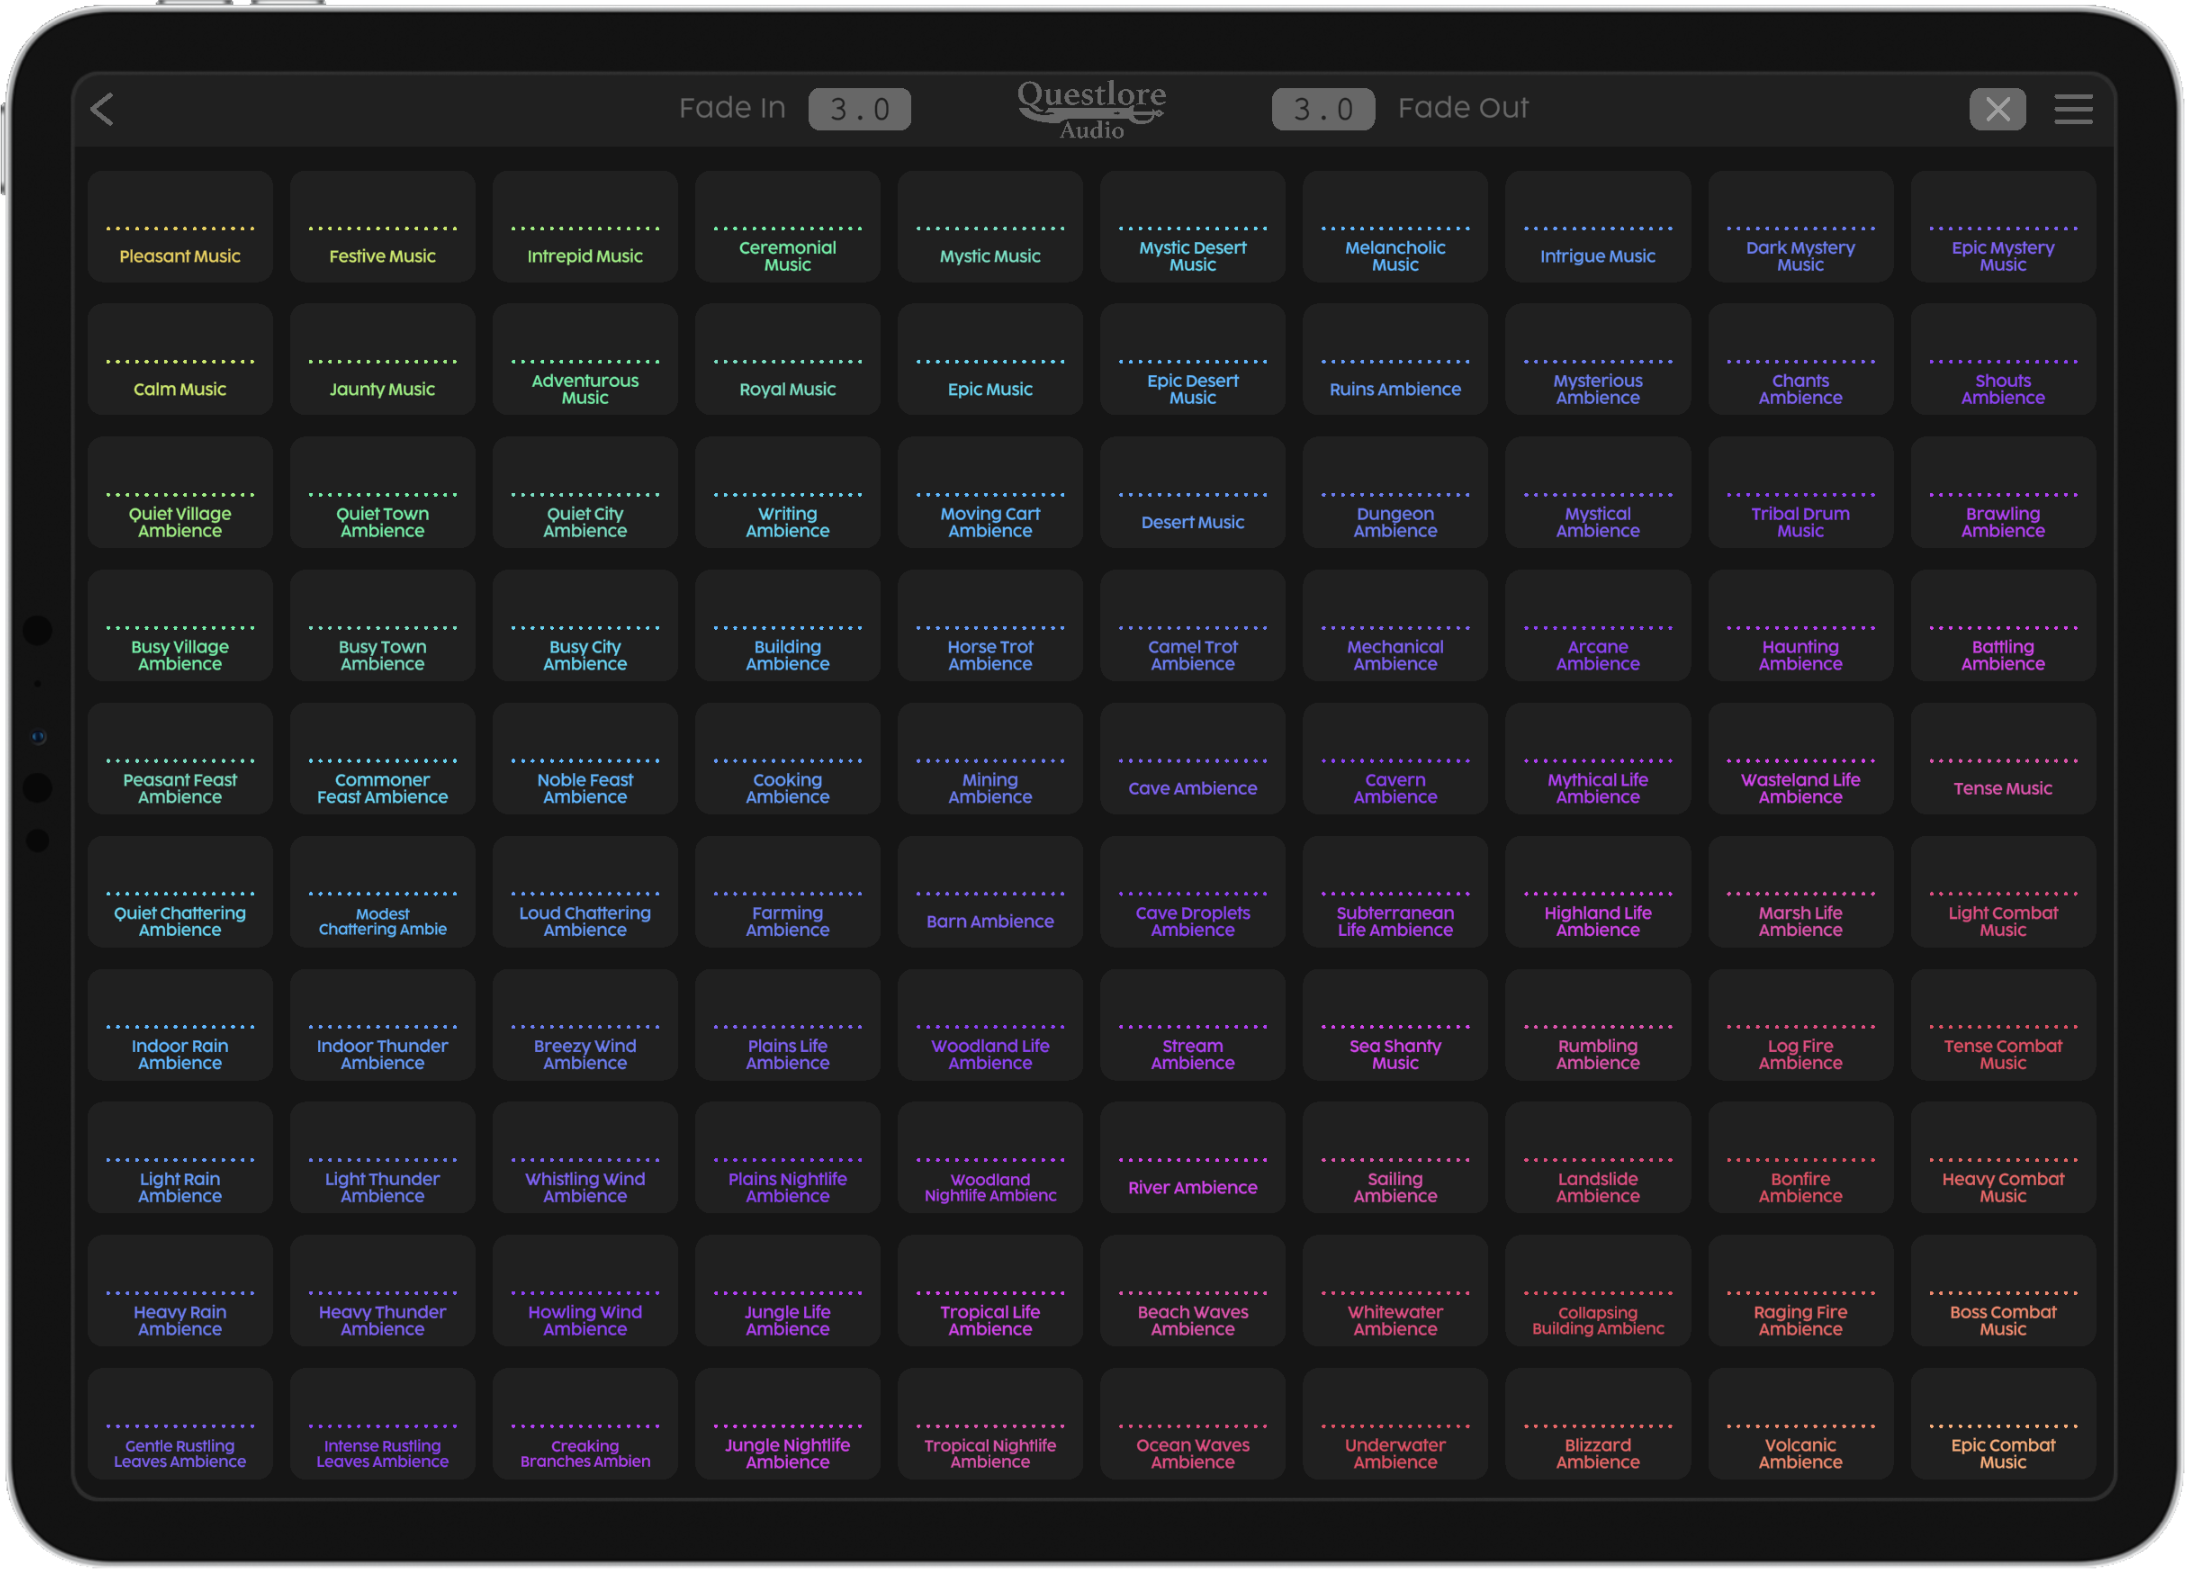 Fade In 3.0 Questlore 3.0 Fade Out
Audio
Pleasant Music
Festive Music
Intrepid Music
Ceremonial
Music
Mystic Music
Mystic Desert
Music
Melancholic
Music
Intrigue Music
Dark Mystery
Music
Epic Mystery
Music
Calm Music
Jaunty Music
Adventurous
Music
Royal Music
Epic Music
Epic Desert
Music
Ruins Ambience
Mysterious
Ambience
Chants
Ambience
Shouts
Ambience
Quiet Village
Ambience
Quiet Town
Ambience
Quiet City
Ambience
Writing
Ambience
Moving Cart
Ambience
Desert Music
Dungeon
Ambience
Mystical
Ambience
Tribal Drum
Music
Brawling
Ambience
Busy Village
Ambience
Busy Town
Ambience
Busy City
Ambience
Building
Ambience
Horse Trot
Ambience
Camel Trot
Ambience
Mechanical
Ambience
Arcane
Ambience
Haunting
Ambience
Battling
Ambience
Peasant Feast
Ambience
Commoner
Feast Ambience
Noble Feast
Ambience
Cooking
Ambience
Mining
Ambience
Cave Ambience
Cavern
Ambience
Mythical Life
Ambience
Wasteland Life
Ambience
Tense Music
Quiet Chattering
Ambience
Modest
Chattering Ambie
Loud Chattering
Ambience
Farming
Ambience
Barn Ambience
Cave Droplets
Ambience
Subterranean
Life Ambience
Highland Life
Ambience
Marsh Life
Ambience
Light Combat
Music
Indoor Rain
Ambience
Indoor Thunder
Ambience
Breezy Wind
Ambience
Plains Life
Ambience
Woodland Life
Ambience
Stream
Ambience
Sea Shanty
Music
Rumbling
Ambience
Log Fire
Ambience
Tense Combat
Music
Light Rain
Ambience
Light Thunder
Ambience
Whistling Wind
Ambience
Plains Nightlife
Ambience
Woodland
Nightlife Ambienc
River Ambience
Sailing
Ambience
Landslide
Ambience
Bonfire
Ambience
Heavy Combat
Music
Heavy Rain
Ambience
Heavy Thunder
Ambience
Howling Wind
Ambience
Jungle Life
Ambience
Tropical Life
Ambience
Beach Waves
Ambience
Whitewater
Ambience
Collapsing
Building Ambienc
Raging Fire
Ambience
Boss Combat
Music
Gentle Rustling
Leaves Ambience
Intense Rustling
Leaves Ambience
Creaking
Branches Ambien
Jungle Nightlife
Ambience
Tropical Nightlife
Ambience
Ocean Waves
Ambience
Underwater
Ambience
Blizzard
Ambience
Volcanic
Ambience
Epic Combat
Music